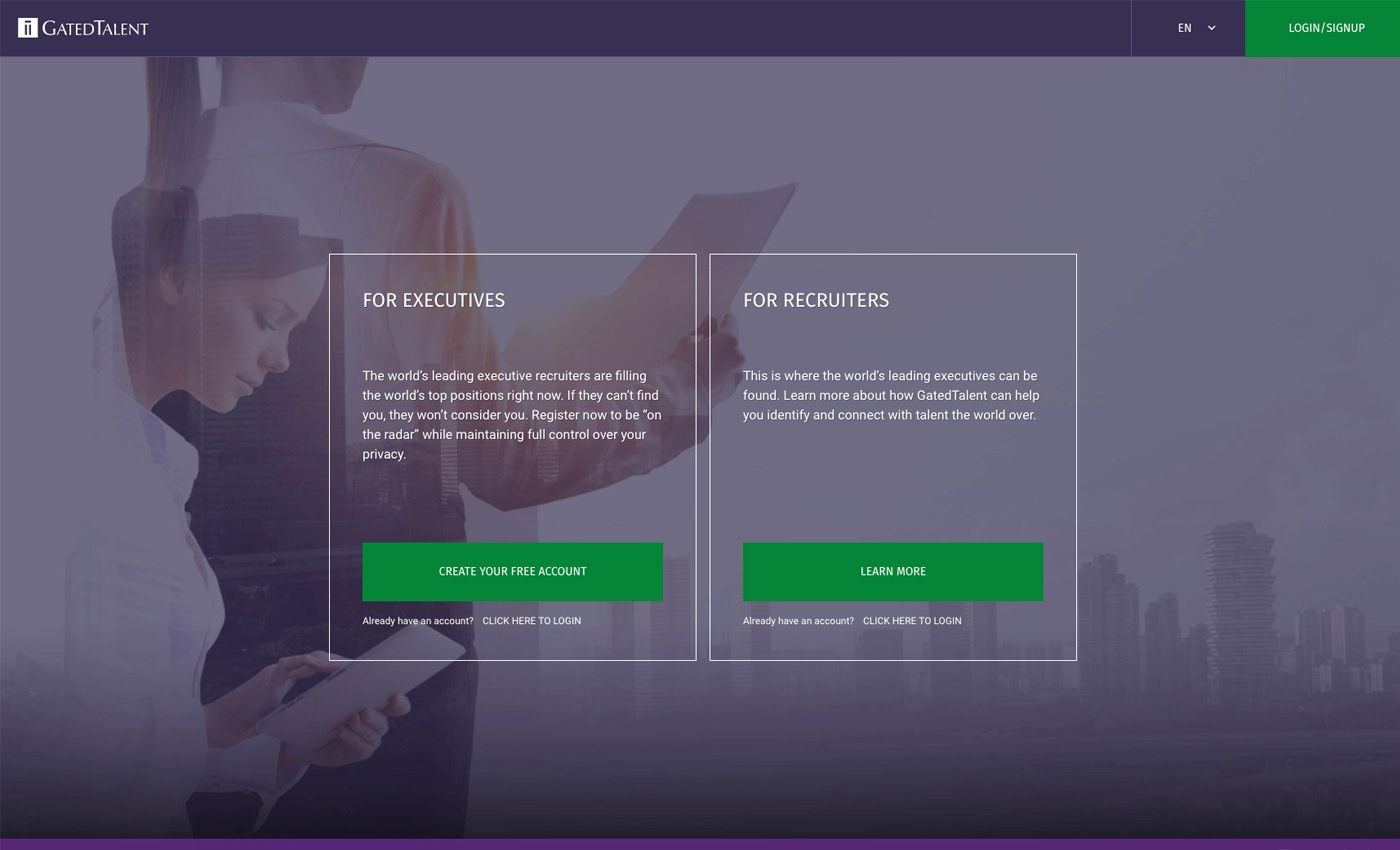 GATEDTALENT
EN
LOGIN/SIGNUP
FOR EXECUTIVES
The world’s leading executive recruiters are filling
the world’s top positions right now. If they can’t find
you, they won’t consider you. Register now to be “on
the radar” while maintaining full control over your
privacy.
CREATE YOUR FREE ACCOUNT
Already have an account? CLICK HERE TO LOGIN
FOR RECRUITERS
This is where the world’s leading executives can be
found. Learn more about how GatedTalent can help
you identify and connect with talent the world over.
LEARN MORE
Already have an account? CLICK HERE TO LOGIN